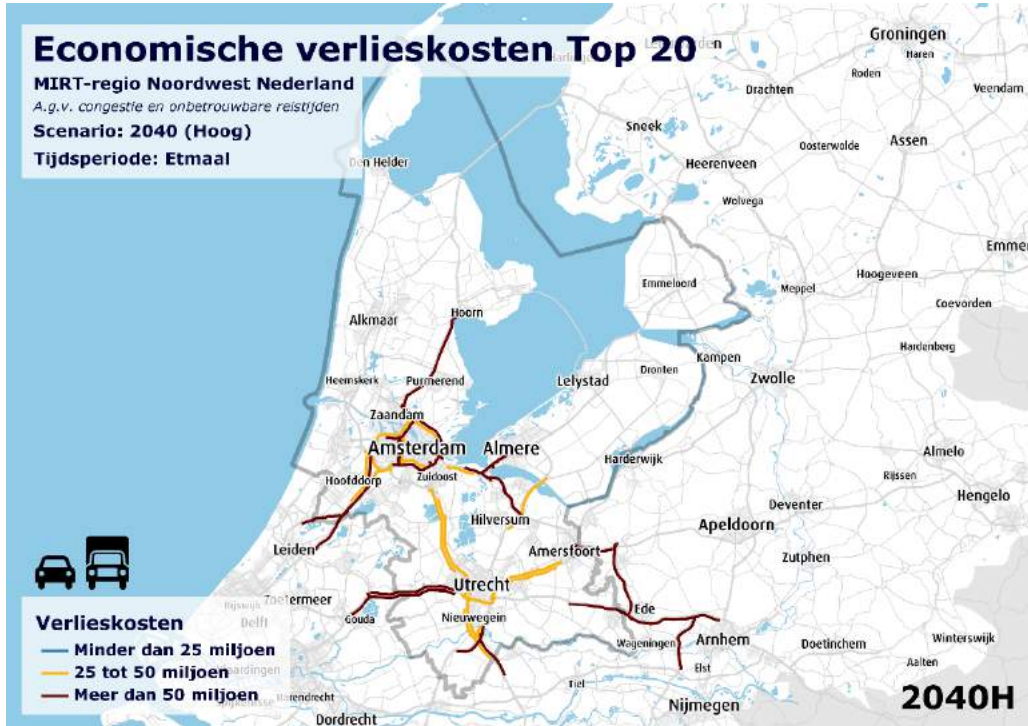 Economische verlieskosten Top 20
MIRT-regio Noordwest Nederland
A.g.v. congestie en onbetrouwbare reistijden
Scenario: 2040 (Hoog)
Tijdsperiode: Etmaal
Groningen
Haren
Roden
Drachten
Veendam
Sneek
Assen
Oosterwolde
Den Helder
Heerenveen
Wolvega
Emme
Hoogeveen
Emmeloord
Meppel
Coevorden
Hoorn
Alkmaar
Hardenberg
Kampen
Dronten
Heemskerk
Purmerend
Lelystad
Zwolle
Zaandam
Amsterdam
Almere
Almelo
Harderwijk
Zuidoost
Rijssen
Hoofddorp
Hengelo
Deventer
Hilversum
Apeldoorn
Leiden
Amersfoort
Zutphen
Utrecht
Zoetermeer
Rijswijk
Delft
Gouda
Nieuwegein
Ede
Wageningen
Arnhem
Doetinchem
Winterswijk
Elst
Aalten
Tiel
Nijmegen
Dordrecht
Verlieskosten
Minder dan 25 miljoen
25 tot 50 miljoen
Meer dan 50 miljoen
2040H